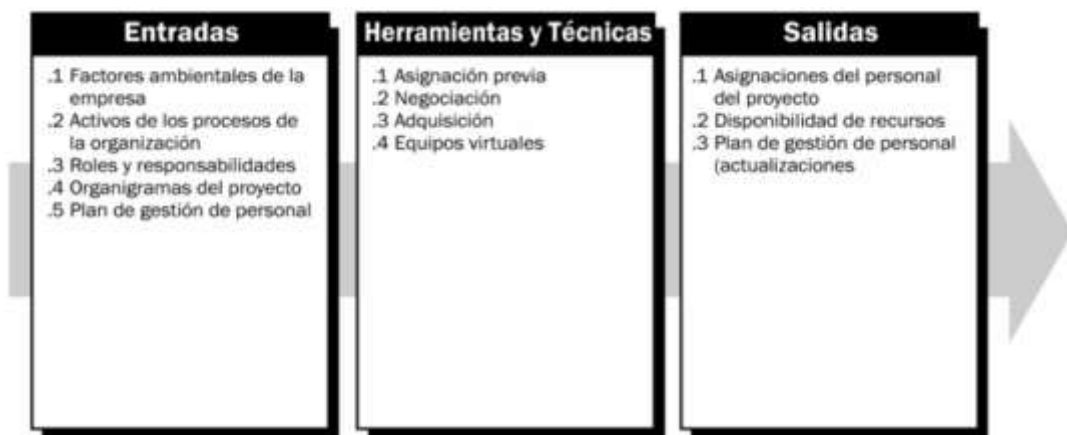 Entradas
.1 Factores ambientales de la
empresa
.2 Activos de los procesos de
la organización
.3 Roles y responsabilidades
.4 Organigramas del proyecto
.5 Plan de gestión de personal
Herramientas y Técnicas
.1 Asignación previa
.2 Negociación
.3 Adquisición
.4 Equipos virtuales
Salidas
.1 Asignaciones del personal
del proyecto
.2 Disponibilidad de recursos
.3 Plan de gestión de personal
(actualizaciones